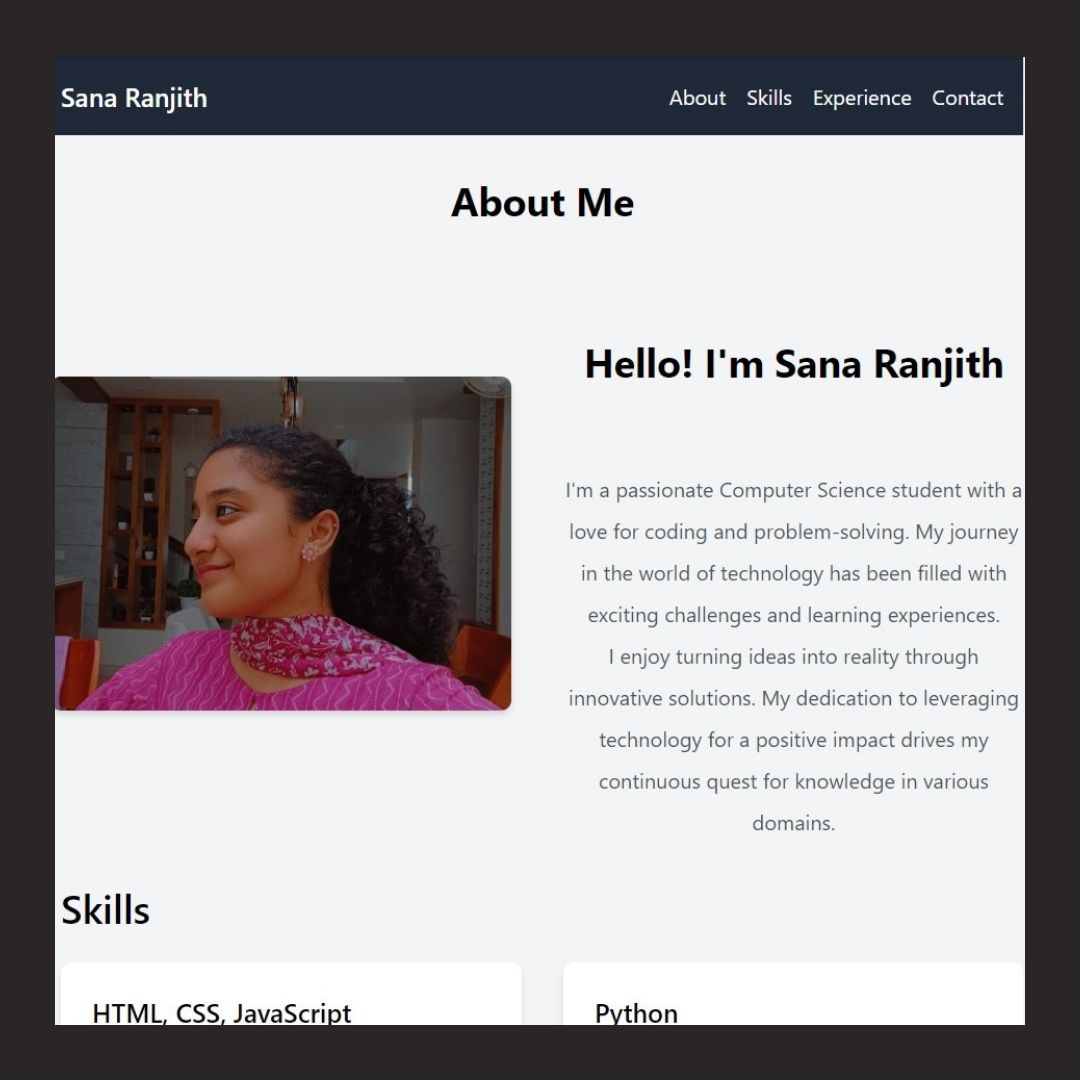 Sana Ranjith
About Skills Experience Contact
About Me
Hello! I'm Sana Ranjith
I'm a passionate Computer Science student with a
love for coding and problem-solving. My journey
in the world of technology has been filled with
exciting challenges and learning experiences.
I enjoy turning ideas into reality through
innovative solutions. My dedication to leveraging
technology for a positive impact drives my
continuous quest for knowledge in various
domains.
Skills
HTML, CSS, JavaScript
Python